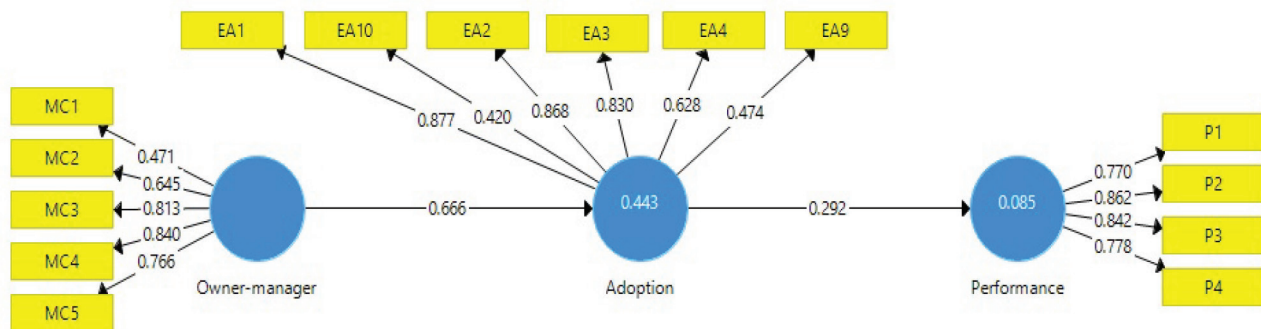 EA1 EA10 EA2 EA3 EA4 EA9
0.877 0.420 0.868 0.830 0.628 0.474
MC1
MC2
MC3
MC4
MC5
0.471
0.645
0.813
0.840
0.766
Owner-manager
0.666
0.443
Adoption
0.292
0.085
Performance
0.770
0.862
0.842
0.778
P1
P2
P3
P4